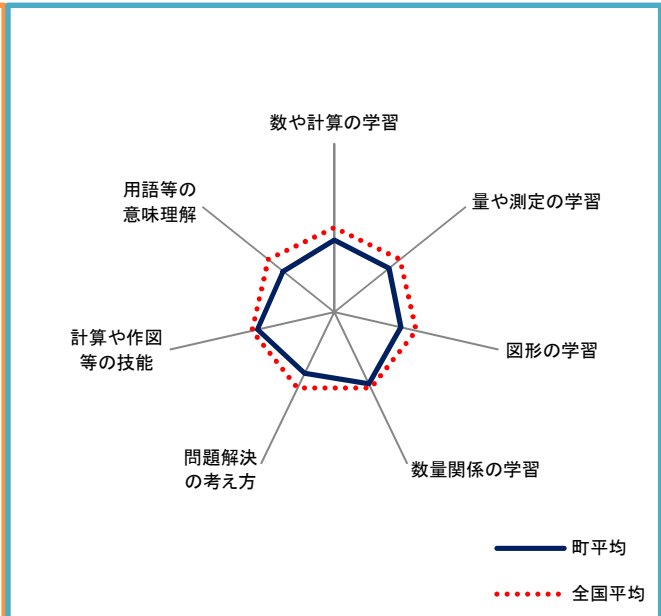 数や計算の学習
量や測定の学習
図形の学習
数量関係の学習
問題解決
の考え方
計算や作図
等の技能
用語等の
意味理解
町平均
全国平均